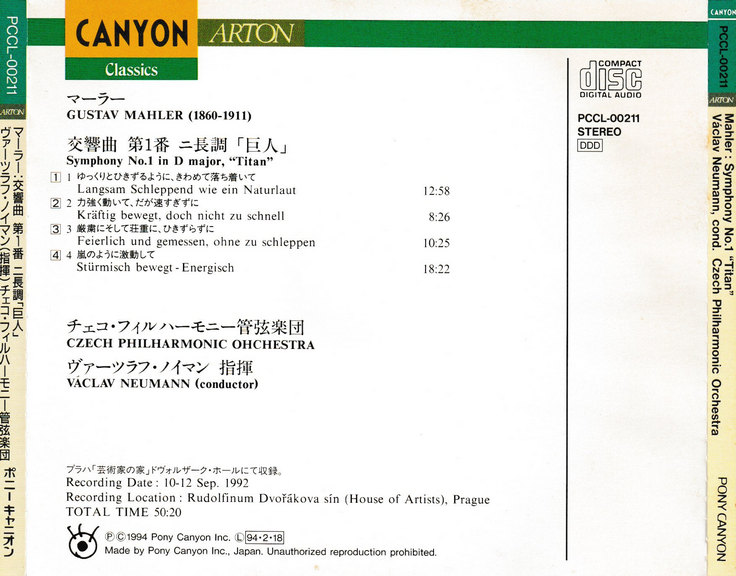 PCCL-00211
ARTON
マーラー：交響曲 第1番 ニ長調「巨人」
ヴァーツラフ・ノイマン(指揮)チェコ・フィルハーモニー管弦楽団
ポニーキャニオン
CANYON ARTON
Classics
マーラー
GUSTAV MAHLER (1860-1911)
交響曲 第1番 ニ長調「巨人」
Symphony No.1 in D major, “Titan”
1 1 ゆっくりとひきずるように、きわめて落ち着いて
Langsam Schleppend wie ein Naturlaut 12:58
2 2 力強く動いて、だが速すぎずに
Kräftig bewegt, doch nicht zu schnell 8:26
3 3 厳粛にそして荘重に、ひきずらずに
Feierlich und gemessen, ohne zu schleppen 10:25
4 4 嵐のように激動して
Stürmisch bewegt - Energisch 18:22
チェコ・フィルハーモニー管弦楽団
CZECH PHILHARMONIC OHCHESTRA
ヴァーツラフ・ノイマン 指揮
VÁCLAV NEUMANN (conductor)
プラハ「芸術家の家」ドヴォルザーク・ホールにて収録。
Recording Date : 10-12 Sep. 1992
Recording Location : Rudolfinum Dvořákova sín (House of Artists), Prague
TOTAL TIME 50:20
Ⓟ Ⓒ 1994 Pony Canyon Inc. Ⓛ 94・2・18
Made by Pony Canyon Inc., Japan. Unauthorized reproduction prohibited.
COMPACT
disc
DIGITAL AUDIO
PCCL-00211
STEREO
DDD
PCCL-00211
ARTON
Mahler : Symphony No.1 “Titan”
Václav Neumann, cond. Czech Philharmonic Orchestra
PONY CANYON